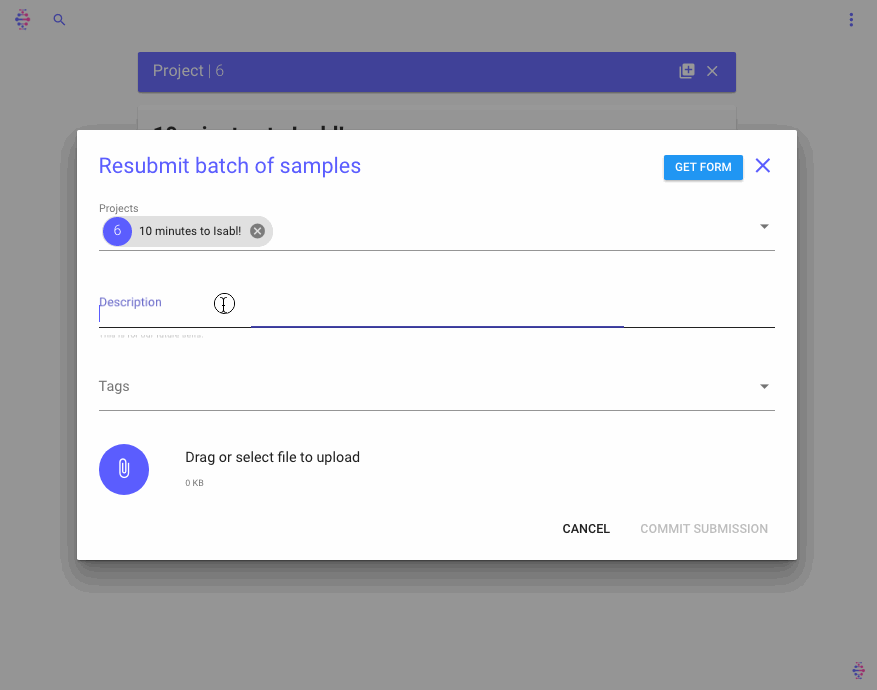 Project | 6
Resubmit batch of samples
GET FORM
Projects
6
10 minutes to Isabl!
Description
Tags
Drag or select file to upload
0 KB
CANCEL
COMMIT SUBMISSION